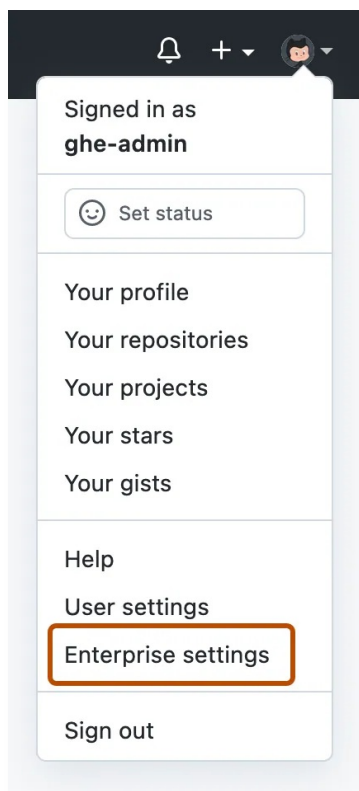 Signed in as
ghe-admin
Set status
Your profile
Your repositories
Your projects
Your stars
Your gists
Help
User settings
Enterprise settings
Sign out